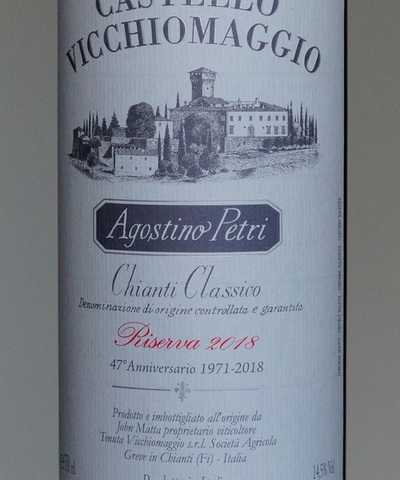 CASTELLO
VICCHIOMAGGIO
Agostino Petri
Chianti Classico
Denominazione di origine controllata e garantita
Riserva 2018
47° Anniversario 1971-2018
Prodotto e imbottigliato all'origine da
John Matta proprietario viticoltore
Tenuta Vicchiomaggio s.r.l. Società Agricola
Greve in Chianti (Fi) - Italia
14,5% Vol